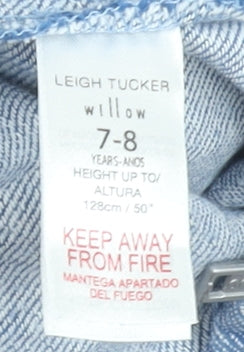 LEIGH TUCKER
willow
7-8
YEARS-ANOS
HEIGHT UP TO/
ALTURA
128cm / 50"
KEEP AWAY
FROM FIRE
MANTEGA APARTADO
DEL FUEGO